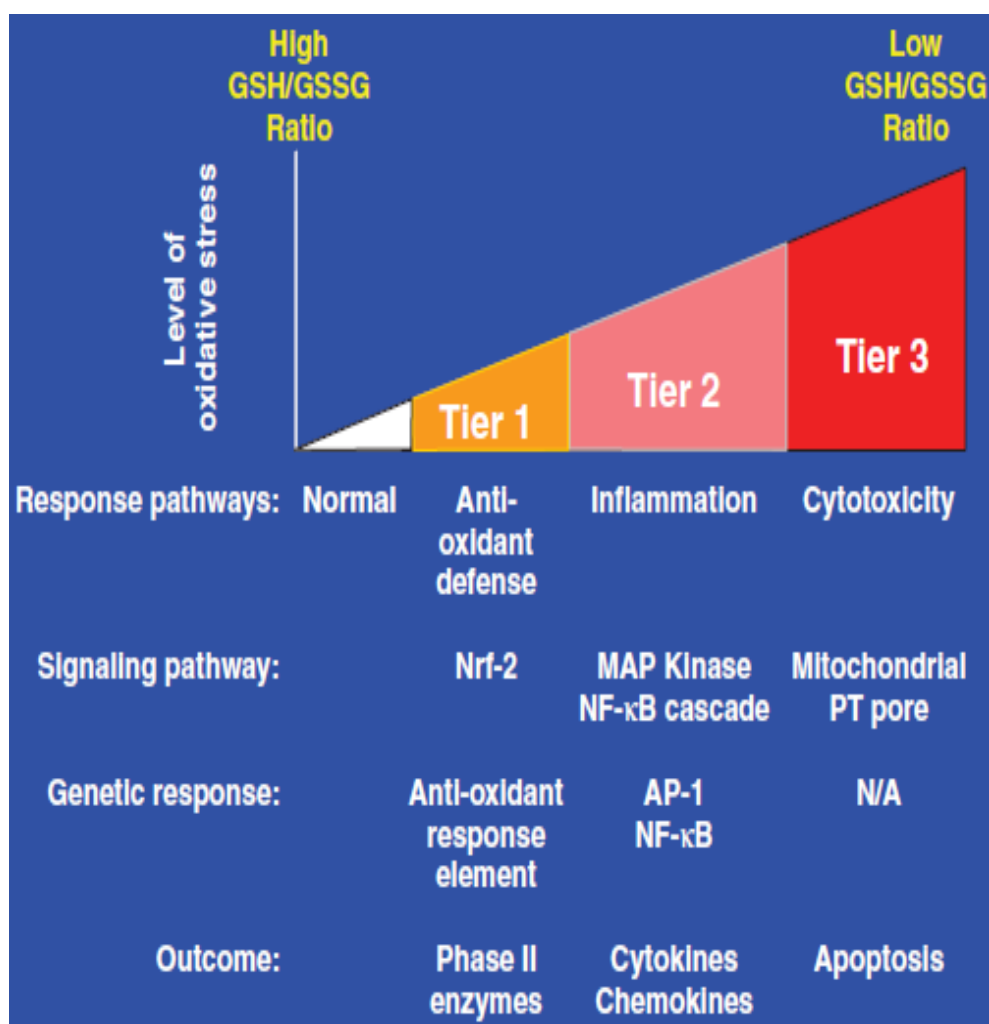 High
GSH/GSSG
Ratio
Low
GSH/GSSG
Ratio
Level of
oxidative stress
Tier 1
Tier 2
Tier 3
Response pathways: Normal Anti- Inflammation Cytotoxicity
oxidant
defense
Signaling pathway: Nrf-2 MAP Kinase Mitochondrial
NF-κB cascade PT pore
Genetic response: Anti-oxidant AP-1 N/A
response NF-κB
element
Outcome: Phase II Cytokines Apoptosis
enzymes Chemokines